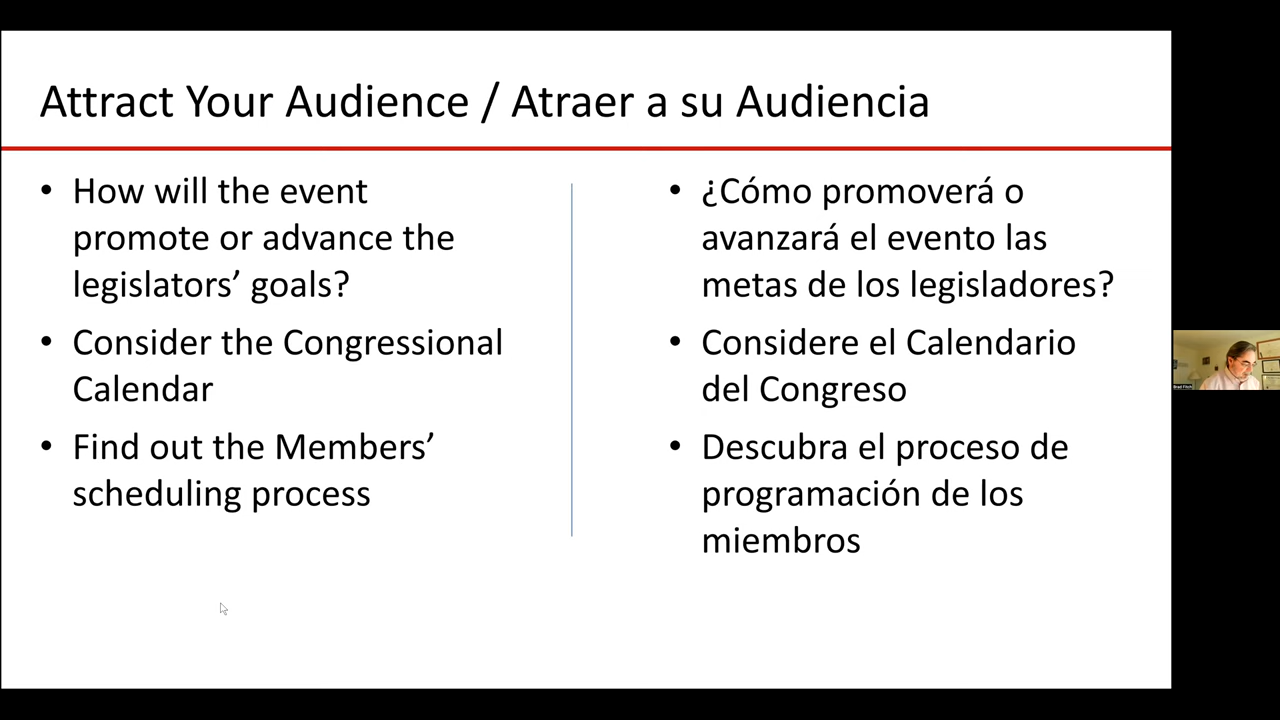 Attract Your Audience / Atraer a su Audiencia
• How will the event
promote or advance the
legislators’ goals?
• Consider the Congressional
Calendar
• Find out the Members’
scheduling process
• ¿Cómo promoverá o
avanzará el evento las
metas de los legisladores?
• Considere el Calendario
del Congreso
• Descubra el proceso de
programación de los
miembros
Brad Fitch